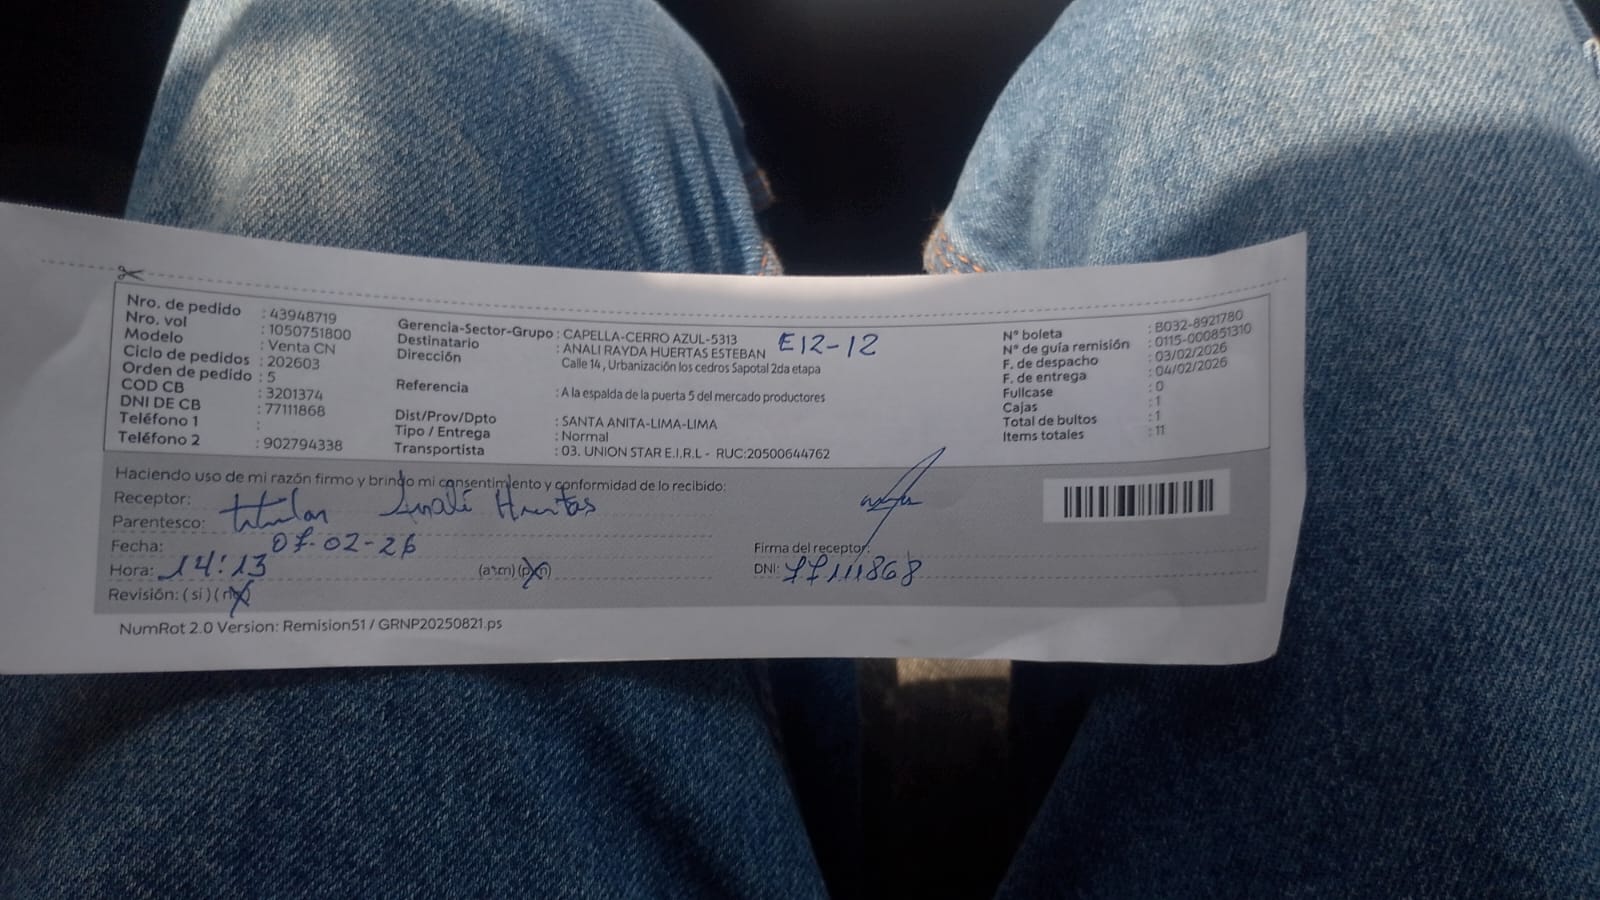 Nro. de pedido : 43948719
Nro. vol : 1050751800
Modelo : Venta CN
Ciclo de pedidos : 202603
Orden de pedido : 5
COD CB : 3201374
DNI DE CB : 77111868
Teléfono 1 :
Teléfono 2 : 902794338
Gerencia-Sector-Grupo : CAPELLA-CERRO AZUL-5313
Destinatario : ANALI RAYDA HUERTAS ESTEBAN E12-12
Dirección : Calle 14 , Urbanización los cedros Sapotal 2da etapa
Referencia : A la espalda de la puerta 5 del mercado productores
Dist/Prov/Dpto : SANTA ANITA-LIMA-LIMA
Tipo / Entrega : Normal
Transportista : 03. UNION STAR E.I.R.L - RUC:20500644762
N° boleta : B032-8921780
N° de guía remisión : 0115-000851310
F. de despacho : 03/02/2026
F. de entrega : 04/02/2026
Fullcase : 0
Cajas : 1
Total de bultos : 1
Items totales : 11
Haciendo uso de mi razón firmo y brindo mi consentimiento y conformidad de lo recibido:
Receptor: Analí Huertas
Parentesco: titular
Fecha: 07-02-26
Hora: 14:13 (a.m) (p.m)
Revisión: ( si ) ( no )
Firma del receptor:
DNI: 77111868
NumRot 2.0 Version: Remision51 / GRNP20250821.ps